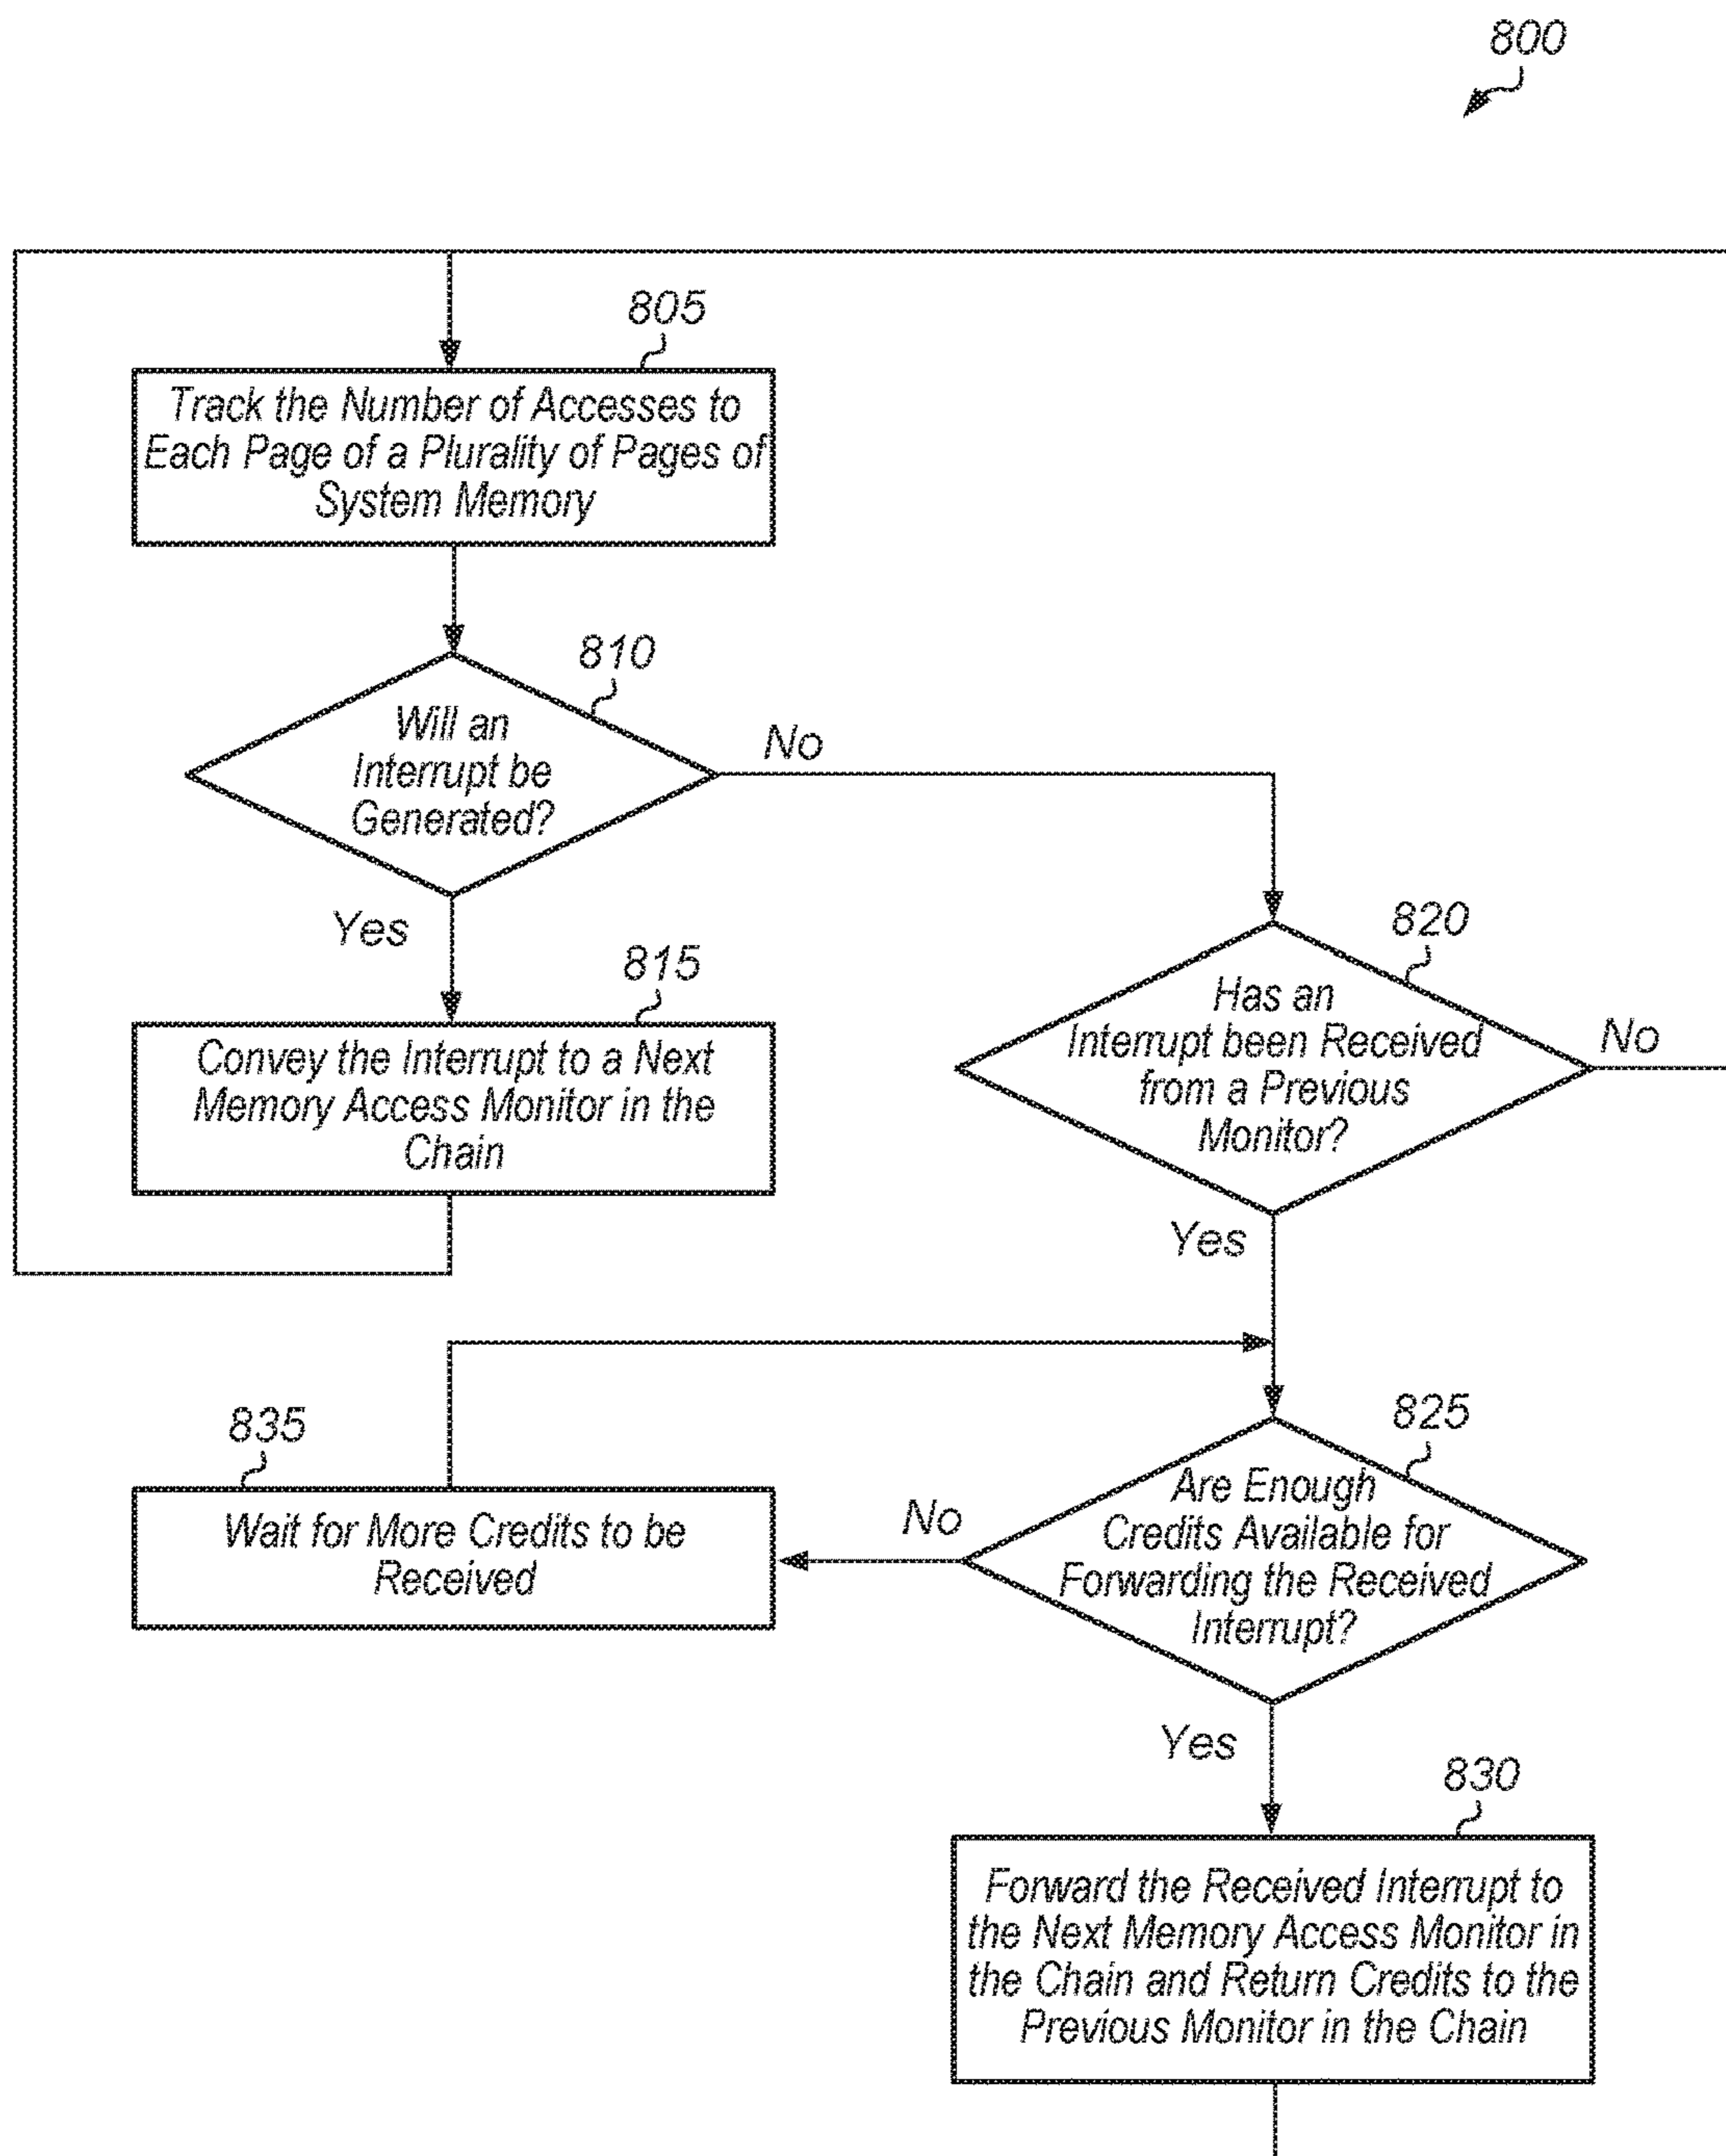 800
805
Track the Number of Accesses to
Each Page of a Plurality of Pages of
System Memory
810
Will an
Interrupt be
Generated?
No
Yes
815
Convey the Interrupt to a Next
Memory Access Monitor in the
Chain
820
Has an
Interrupt been Received
from a Previous
Monitor?
No
Yes
835
Wait for More Credits to be
Received
825
Are Enough
Credits Available for
Forwarding the Received
Interrupt?
No
Yes
830
Forward the Received Interrupt to
the Next Memory Access Monitor in
the Chain and Return Credits to the
Previous Monitor in the Chain